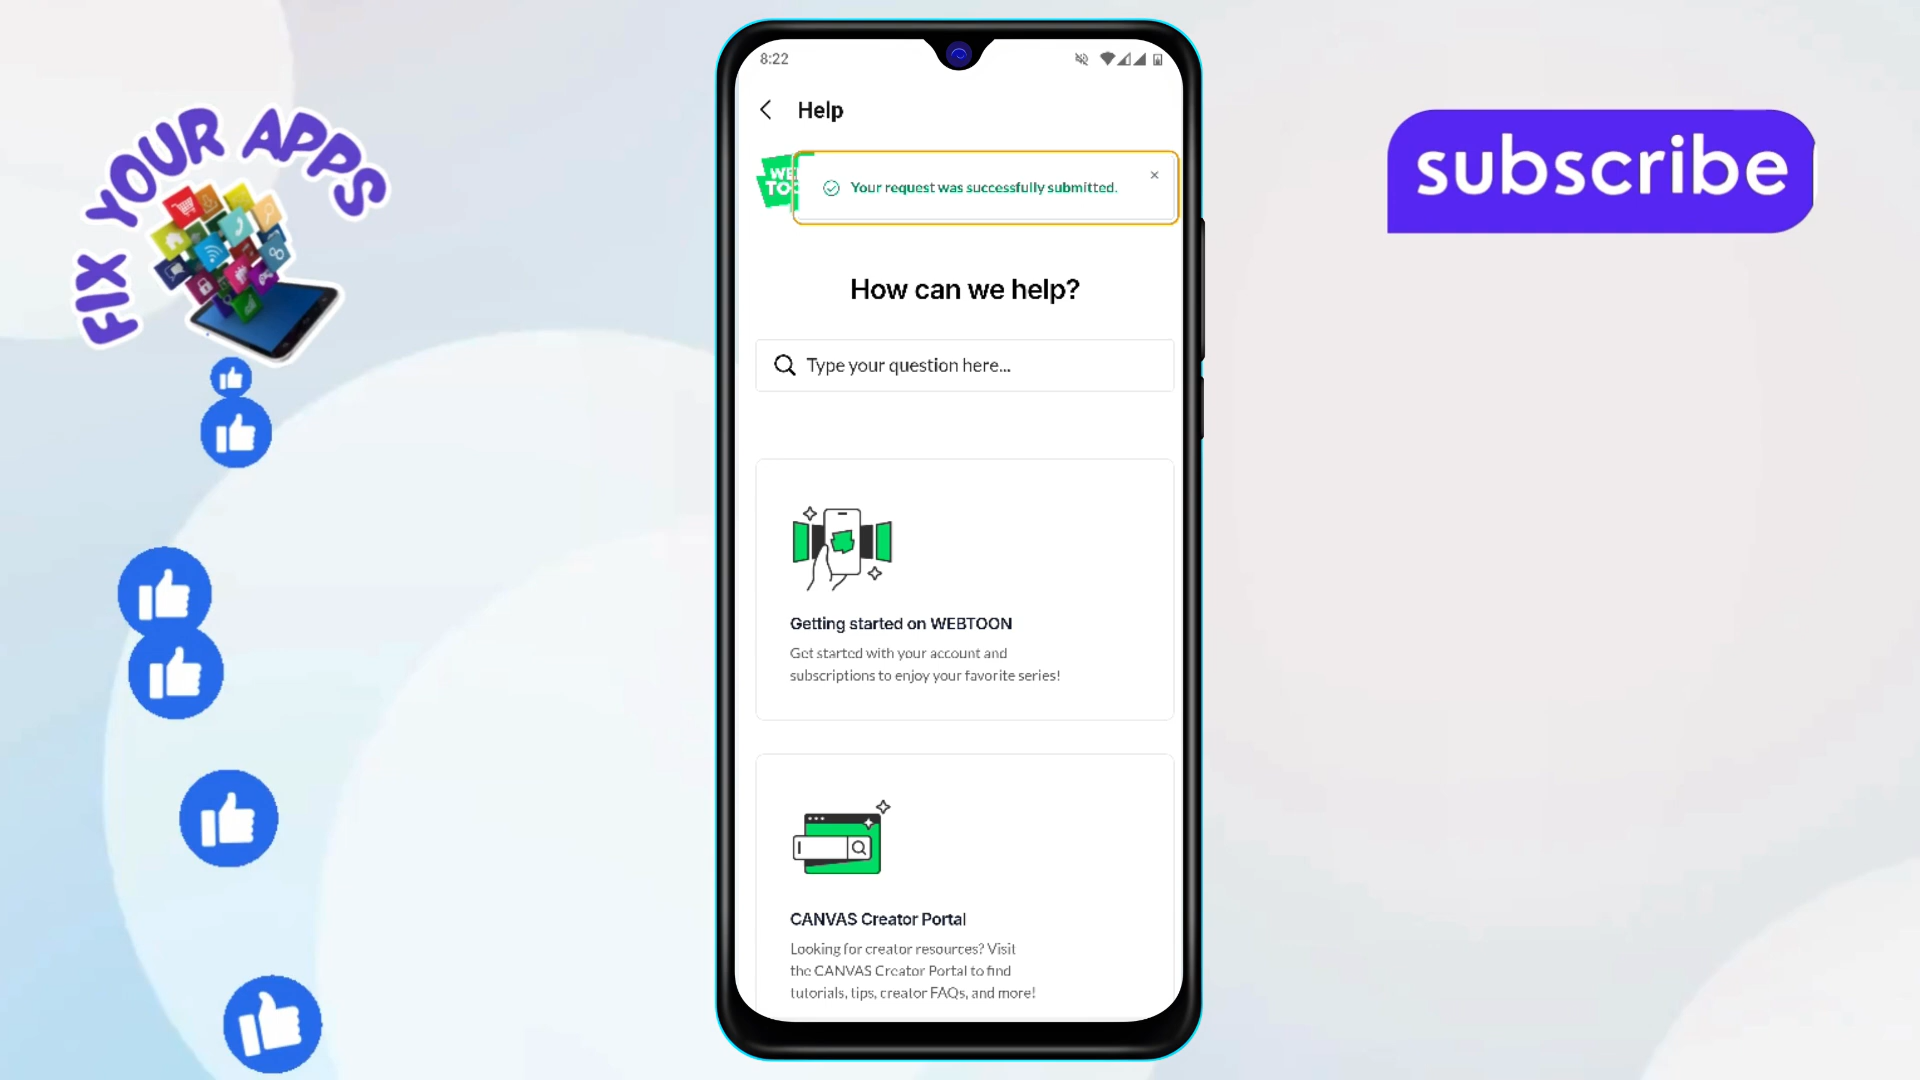 FIX YOUR APPS
subscribe
8:22
Help
WE
TOO
Your request was successfully submitted.
How can we help?
Type your question here...
Getting started on WEBTOON
Get started with your account and
subscriptions to enjoy your favorite series!
CANVAS Creator Portal
Looking for creator resources? Visit
the CANVAS Creator Portal to find
tutorials, tips, creator FAQs, and more!